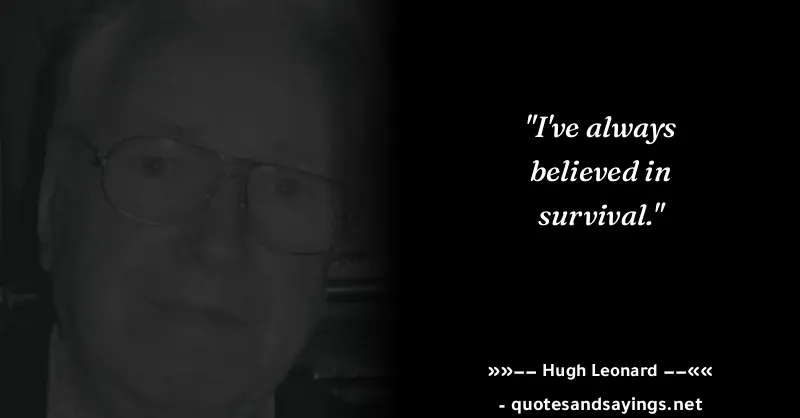 "I've always
believed in
survival."
»»−− Hugh Leonard −−««
- quotesandsayings.net